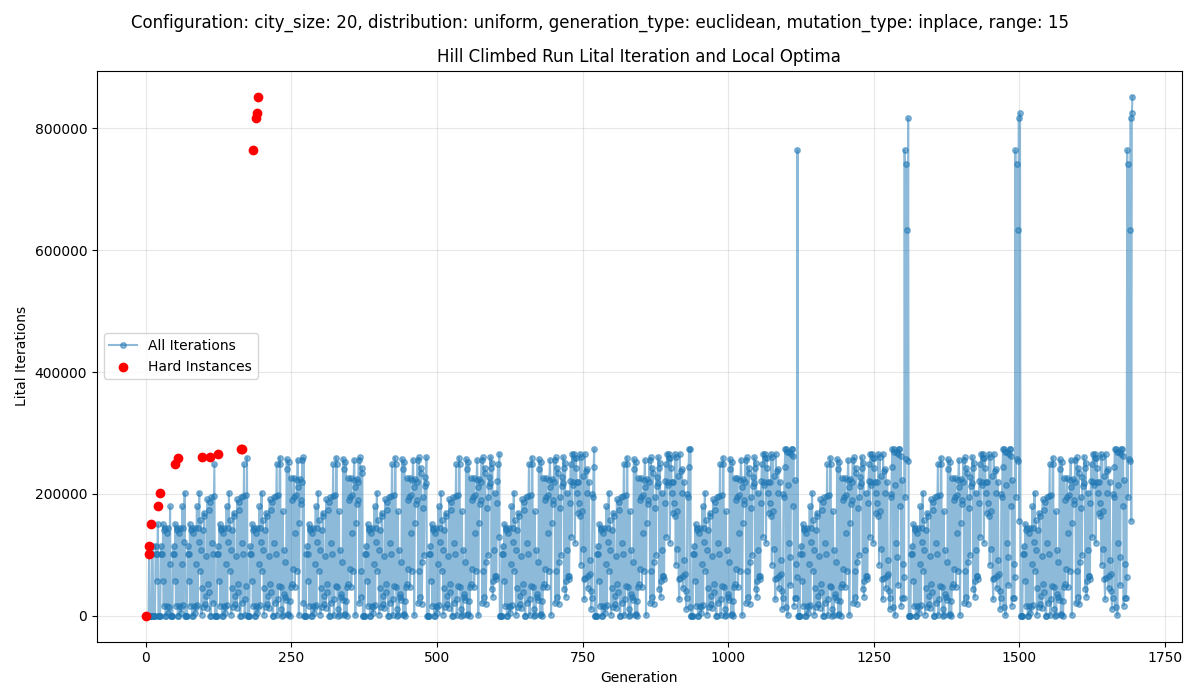 Configuration: city_size: 20, distribution: uniform, generation_type: euclidean, mutation_type: inplace, range: 15
Hill Climbed Run Lital Iteration and Local Optima
800000
600000
400000
200000
0
Lital Iterations
All Iterations
Hard Instances
0
250
500
750
1000
1250
1500
1750
Generation